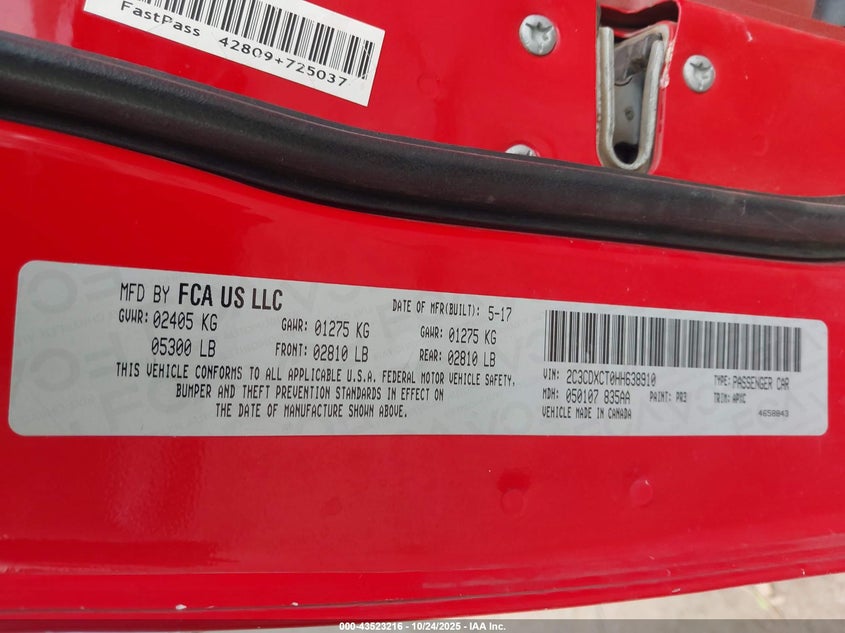 FastPass 42809+725037
MFD BY FCA US LLC
DATE OF MFR(BUILT): 5-17
GVWR: 02405 KG GAWR: 01275 KG GAWR: 01275 KG
05300 LB FRONT: 02810 LB REAR: 02810 LB
THIS VEHICLE CONFORMS TO ALL APPLICABLE U.S.A. FEDERAL MOTOR VEHICLE SAFETY,
BUMPER AND THEFT PREVENTION STANDARDS IN EFFECT ON
THE DATE OF MANUFACTURE SHOWN ABOVE.
VIN: 2C3CDXCT0HH638910 TYPE: PASSENGER CAR
MDH: 050107 835AA PAINT: PR3 TRIM: APXC
VEHICLE MADE IN CANADA 4658843
000-43523216 - 10/24/2025 - IAA Inc.